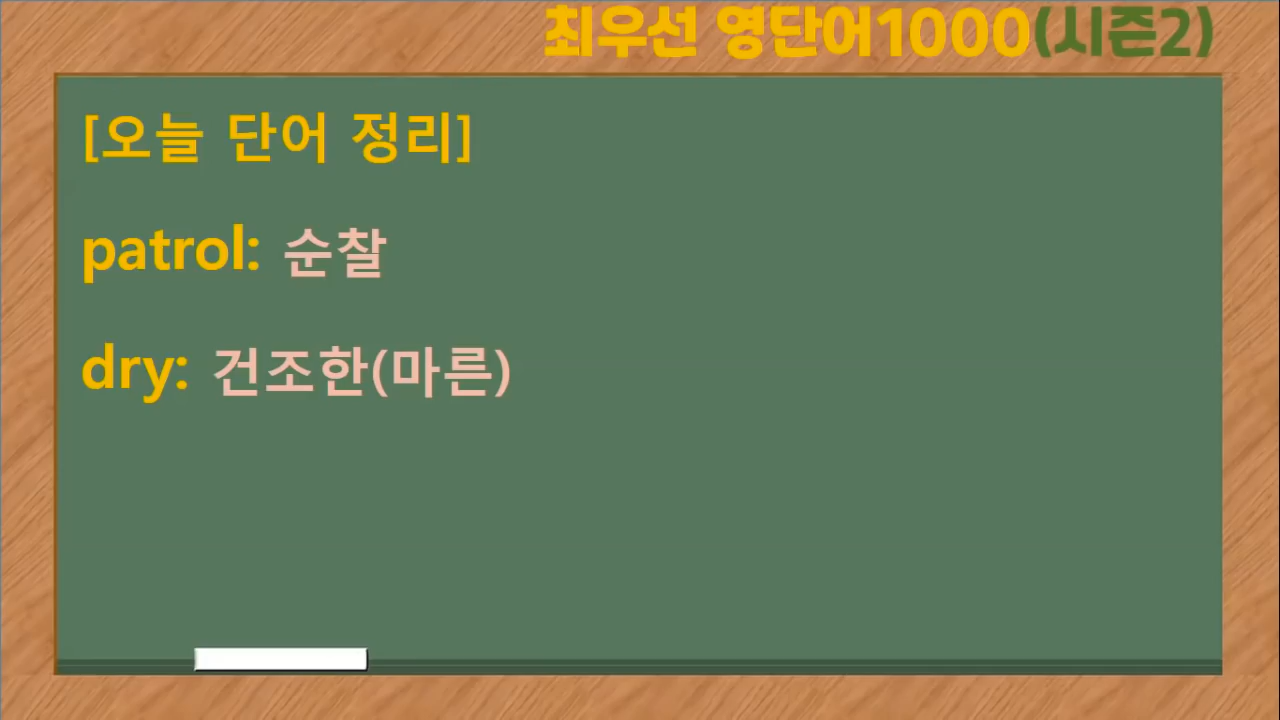 최우선 영단어1000(시즌2)
[오늘 단어 정리]
patrol: 순찰
dry: 건조한(마른)